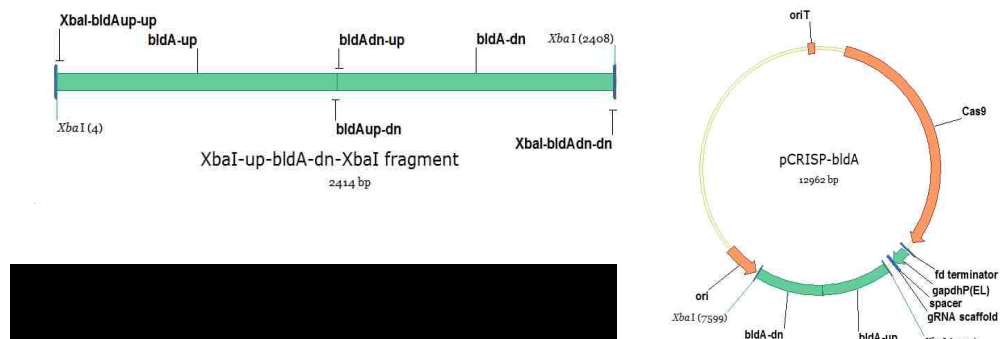 XbaI-bldAup-up
bldA-up
bldAdn-up
bldA-dn
XbaI (2408)
XbaI (4)
bldAup-dn
XbaI-bldAdn-dn
XbaI-up-bldA-dn-XbaI fragment
2414 bp
oriT
Cas9
pCRISP-bldA
12962 bp
fd terminator
gapdhP(EL)
spacer
gRNA scaffold
ori
XbaI (7599)
bldA-dn
bldA-up